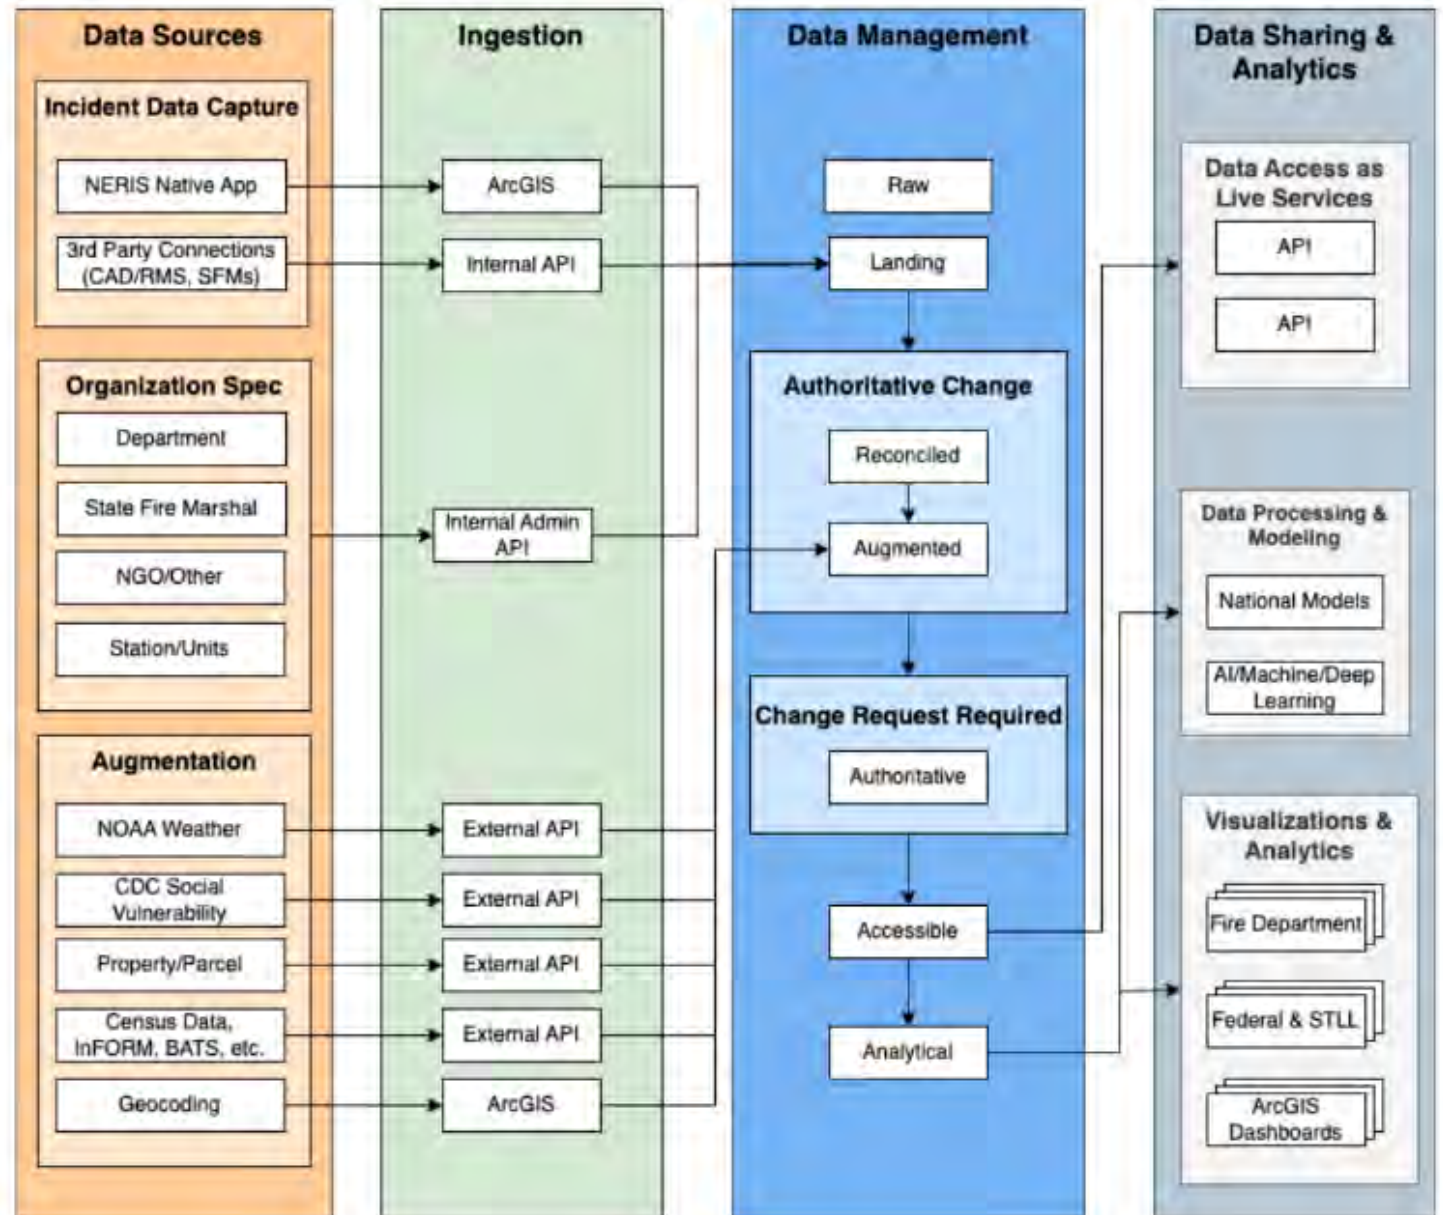 Data Sources
Incident Data Capture
NERIS Native App
3rd Party Connections
(CAD/RMS, SFMs)
Organization Spec
Department
State Fire Marshal
NGO/Other
Station/Units
Augmentation
NOAA Weather
CDC Social
Vulnerability
Property/Parcel
Census Data,
InFORM, BATS, etc.
Geocoding
Ingestion
ArcGIS
Internal API
Internal Admin
API
External API
External API
External API
External API
ArcGIS
Data Management
Raw
Landing
Authoritative Change
Reconciled
Augmented
Change Request Required
Authoritative
Accessible
Analytical
Data Sharing &
Analytics
Data Access as
Live Services
API
API
Data Processing &
Modeling
National Models
AI/Machine/Deep
Learning
Visualizations &
Analytics
Fire Department
Federal & STLL
ArcGIS
Dashboards